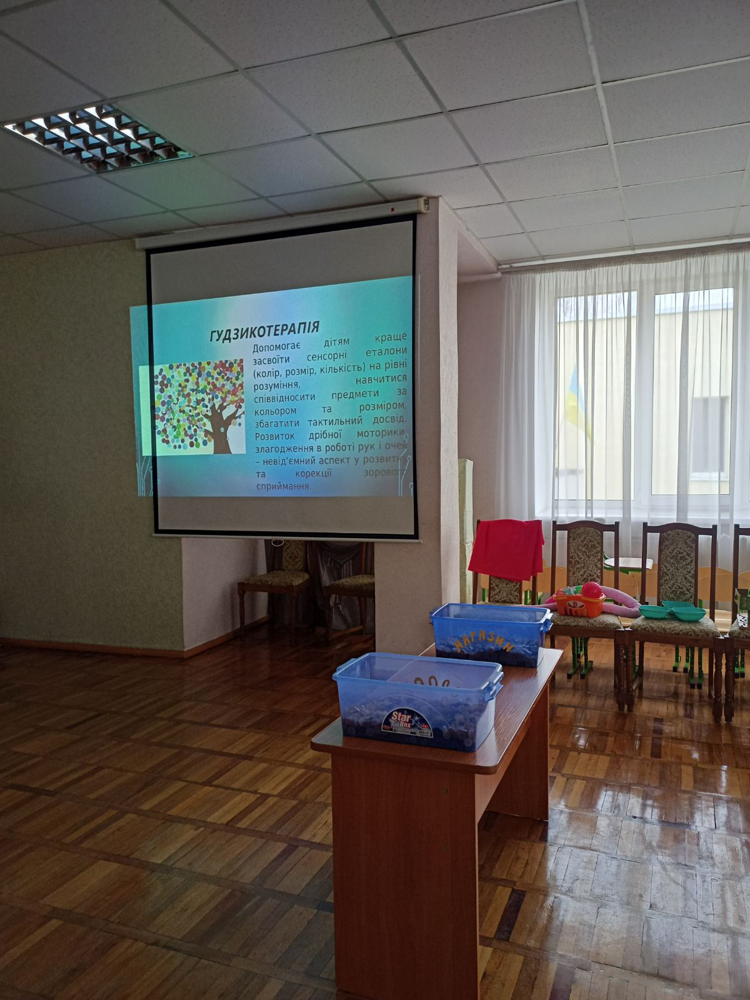 ГУДЗИКОТЕРАПІЯ
Допомогає дітям краще
засвоїти сенсорні еталони
(колір, розмір, кількість) на рівні
розуміння, навчитися
співвідносити предмети за
кольором та розміром,
збагатити тактильний досвід.
Розвиток дрібної моторики,
злагодження в роботі рук і очей
– невід'ємний аспект у розвитку
та корекції зорового
сприймання.
МАГАЗИН
Star
Box